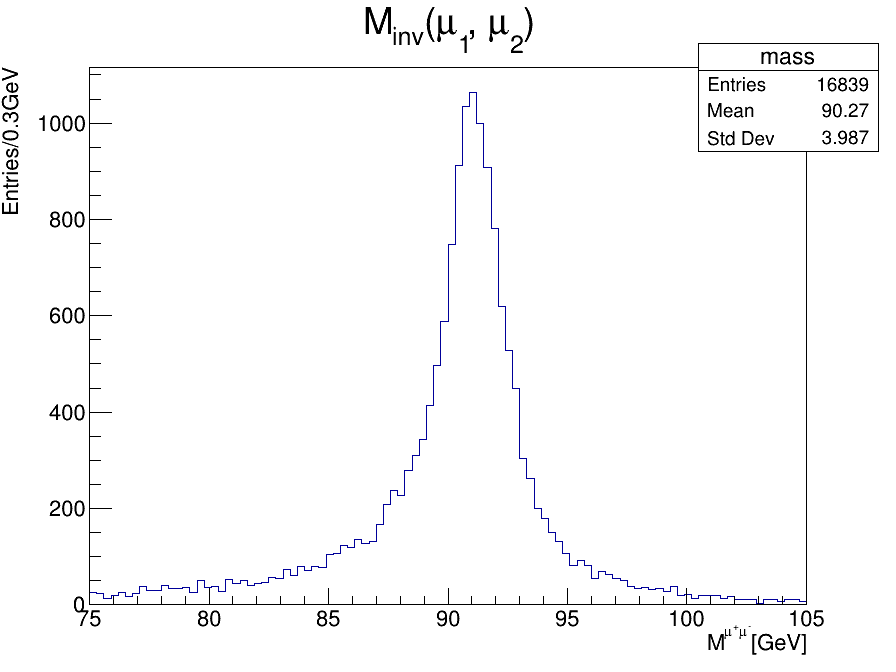 M_inv(μ_1, μ_2)
mass
Entries 16839
Mean 90.27
Std Dev 3.987
Entries/0.3GeV
1000
800
600
400
200
0
75 80 85 90 95 100 105
M^μ⁺μ⁻ [GeV]